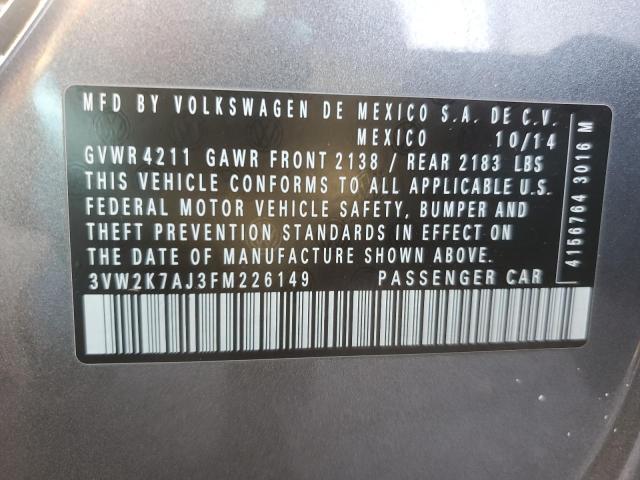 MFD BY VOLKSWAGEN DE MEXICO S.A. DE C.V.
MEXICO 10/14
GVWR 4211 GAWR FRONT 2138 / REAR 2183 LBS
THIS VEHICLE CONFORMS TO ALL APPLICABLE U.S.
FEDERAL MOTOR VEHICLE SAFETY, BUMPER AND
THEFT PREVENTION STANDARDS IN EFFECT ON
THE DATE OF MANUFACTURE SHOWN ABOVE.
3VW2K7AJ3FM226149 PASSENGER CAR
4156764 3016 M